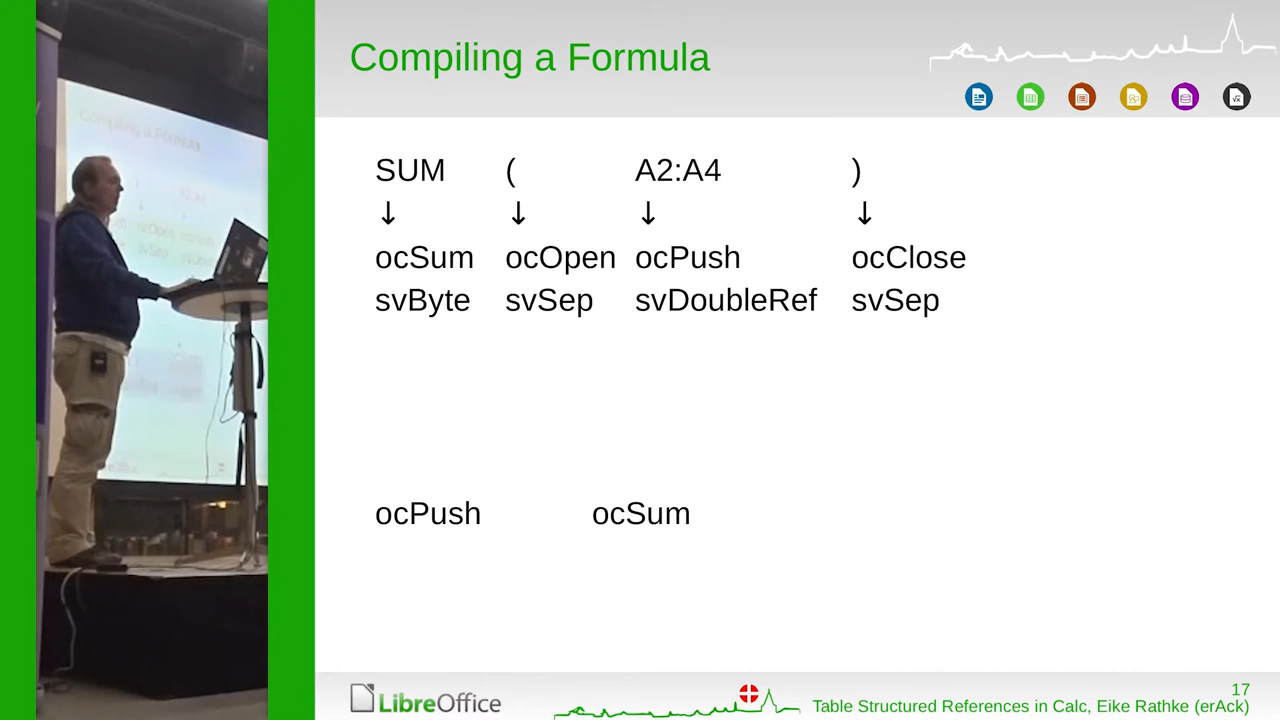 Compiling a Formula
SUM ( A2:A4 )
↓ ↓ ↓ ↓
ocSum ocOpen ocPush ocClose
svByte svSep svDoubleRef svSep
ocPush ocSum
LibreOffice
17
Table Structured References in Calc, Eike Rathke (erAck)